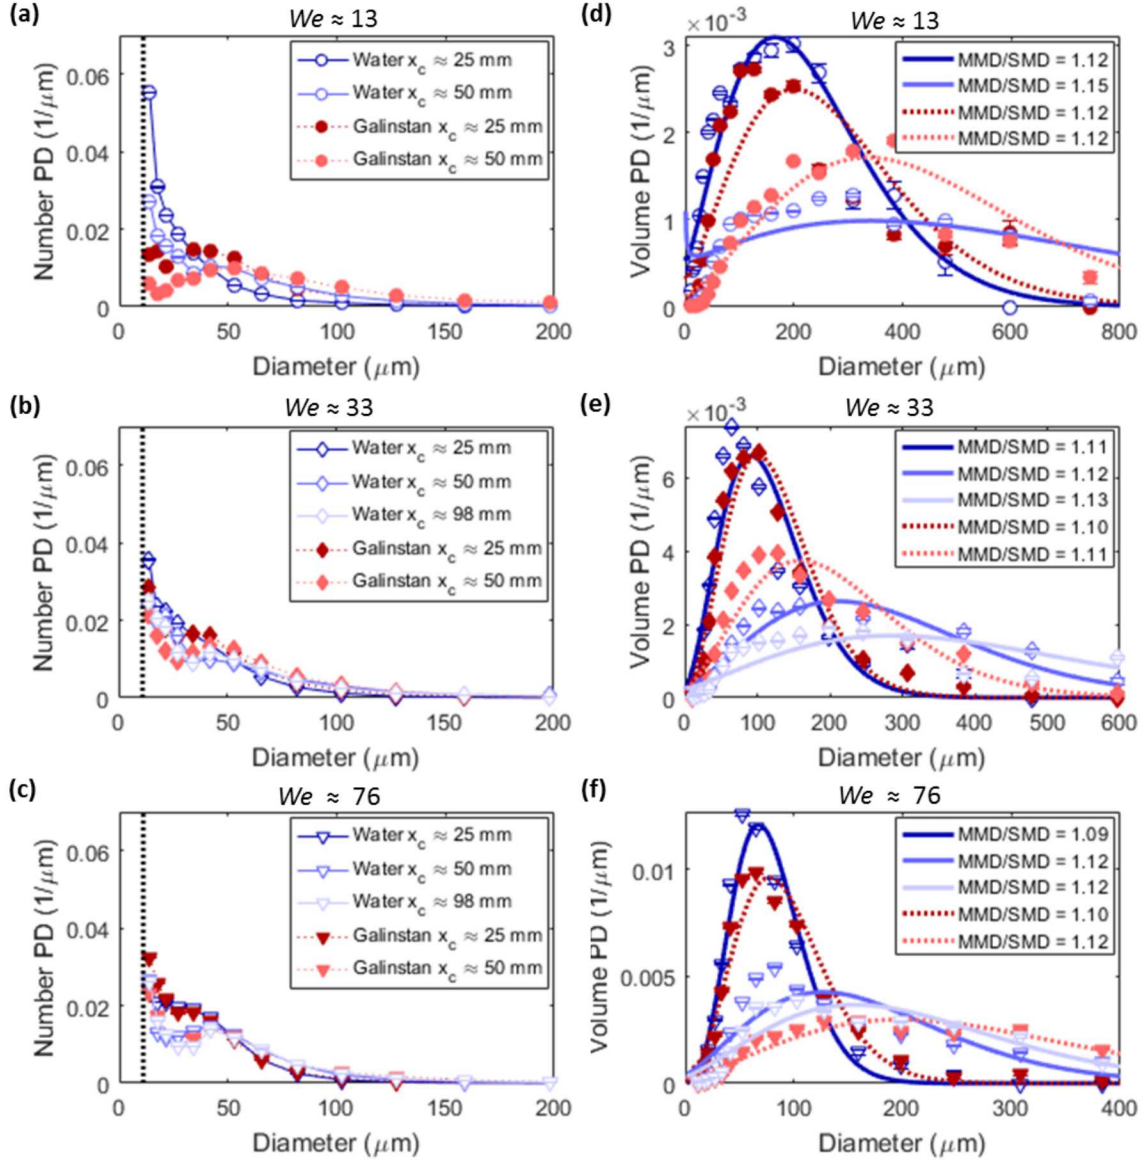 (a)
We ≈ 13
Number PD (1/μm)
0.06
0.04
0.02
0
Water x_c ≈ 25 mm
Water x_c ≈ 50 mm
Galinstan x_c ≈ 25 mm
Galinstan x_c ≈ 50 mm
0 50 100 150 200
Diameter (μm)
(d)
We ≈ 13
× 10⁻³
Volume PD (1/μm)
3
2
1
0
MMD/SMD = 1.12
MMD/SMD = 1.15
MMD/SMD = 1.12
MMD/SMD = 1.12
0 200 400 600 800
Diameter (μm)
(b)
We ≈ 33
Number PD (1/μm)
0.06
0.04
0.02
0
Water x_c ≈ 25 mm
Water x_c ≈ 50 mm
Water x_c ≈ 98 mm
Galinstan x_c ≈ 25 mm
Galinstan x_c ≈ 50 mm
0 50 100 150 200
Diameter (μm)
(e)
We ≈ 33
× 10⁻³
Volume PD (1/μm)
6
4
2
0
MMD/SMD = 1.11
MMD/SMD = 1.12
MMD/SMD = 1.13
MMD/SMD = 1.10
MMD/SMD = 1.11
0 100 200 300 400 500 600
Diameter (μm)
(c)
We ≈ 76
Number PD (1/μm)
0.06
0.04
0.02
0
Water x_c ≈ 25 mm
Water x_c ≈ 50 mm
Water x_c ≈ 98 mm
Galinstan x_c ≈ 25 mm
Galinstan x_c ≈ 50 mm
0 50 100 150 200
Diameter (μm)
(f)
We ≈ 76
Volume PD (1/μm)
0.01
0.005
0
MMD/SMD = 1.09
MMD/SMD = 1.12
MMD/SMD = 1.12
MMD/SMD = 1.10
MMD/SMD = 1.12
0 100 200 300 400
Diameter (μm)